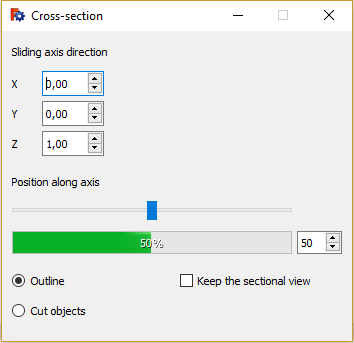 Cross-section
Sliding axis direction
X 0,00
Y 0,00
Z 1,00
Position along axis
50% 50
Outline Keep the sectional view
Cut objects